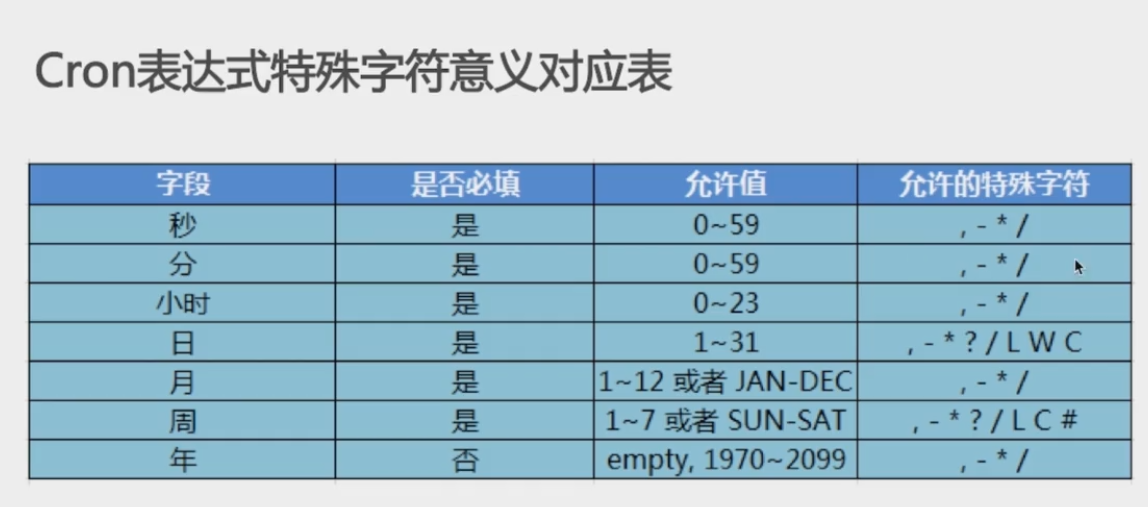 Cron表达式特殊字符意义对应表
字段 是否必填 允许值 允许的特殊字符
秒 是 0~59 , - * /
分 是 0~59 , - * /
小时 是 0~23 , - * /
日 是 1~31 , - * ? / L W C
月 是 1~12 或者 JAN-DEC , - * /
周 是 1~7 或者 SUN-SAT , - * ? / L C #
年 否 empty, 1970~2099 , - * /